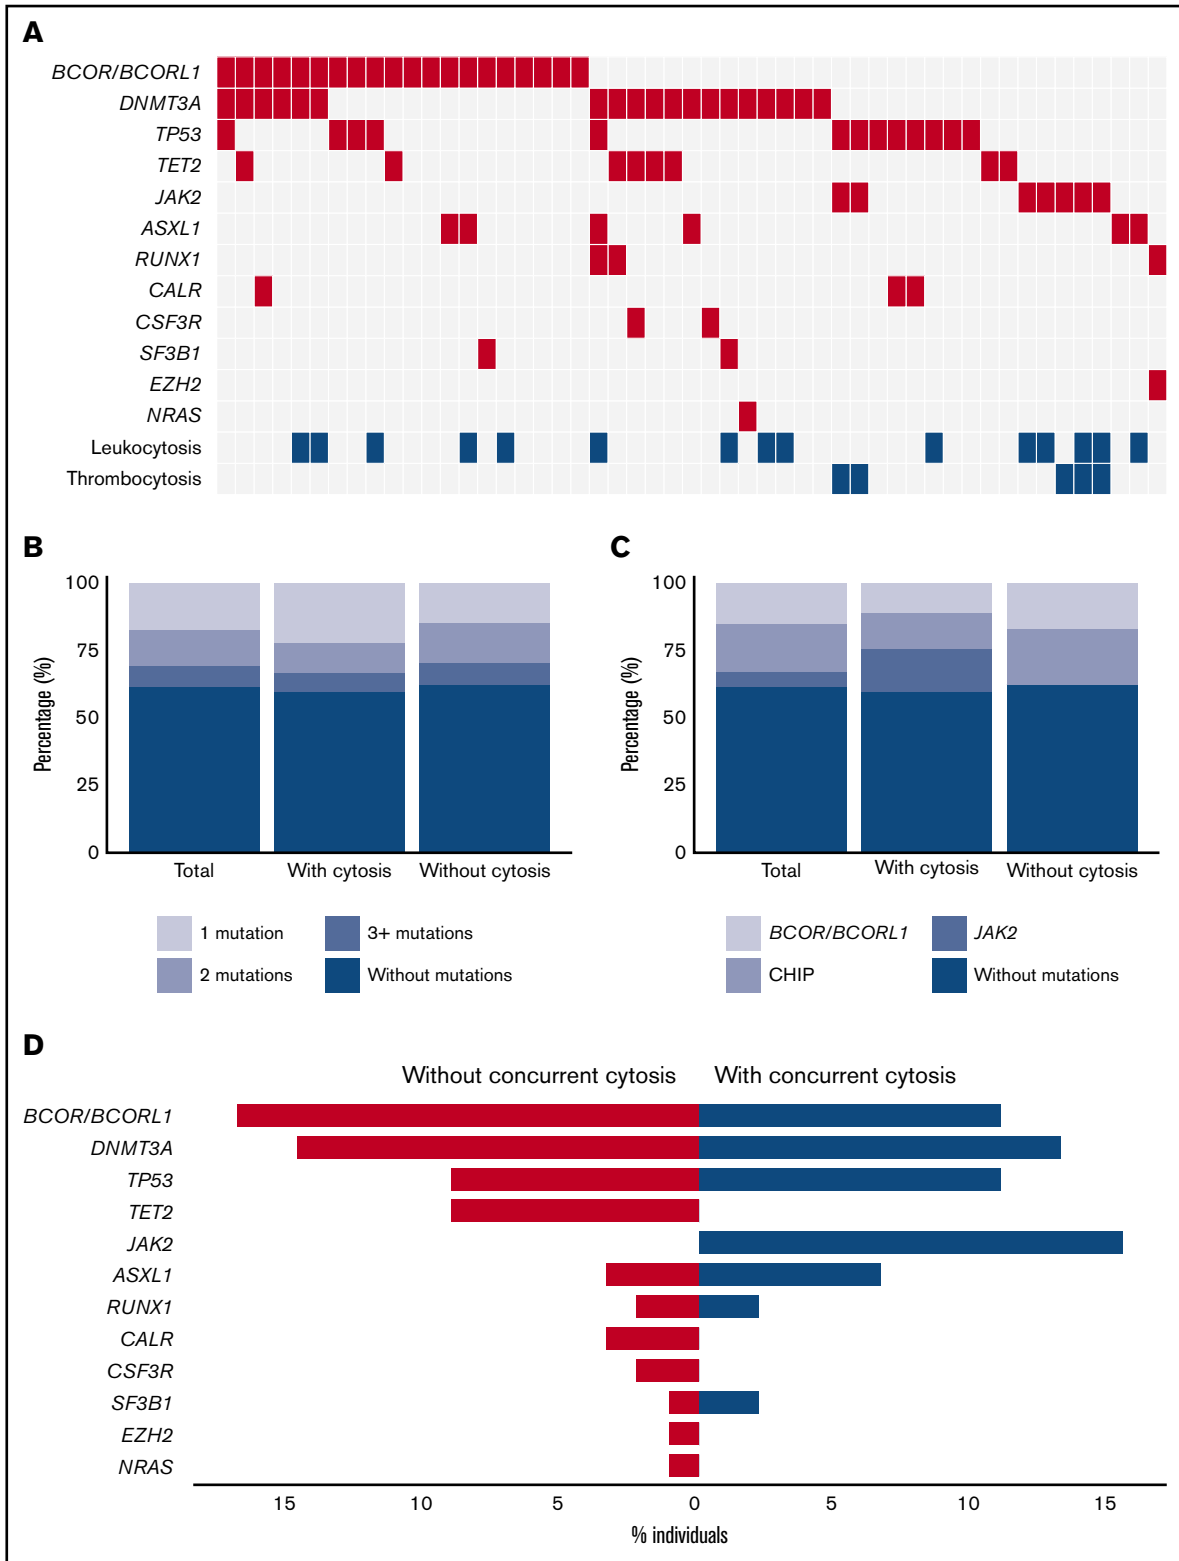 A
BCOR/BCORL1
DNMT3A
TP53
TET2
JAK2
ASXL1
RUNX1
CALR
CSF3R
SF3B1
EZH2
NRAS
Leukocytosis
Thrombocytosis
B
Percentage (%)
100
75
50
25
0
Total With cytosis Without cytosis
1 mutation 3+ mutations
2 mutations Without mutations
C
Percentage (%)
100
75
50
25
0
Total With cytosis Without cytosis
BCOR/BCORL1 JAK2
CHIP Without mutations
D
Without concurrent cytosis With concurrent cytosis
BCOR/BCORL1
DNMT3A
TP53
TET2
JAK2
ASXL1
RUNX1
CALR
CSF3R
SF3B1
EZH2
NRAS
15 10 5 0 5 10 15
% individuals